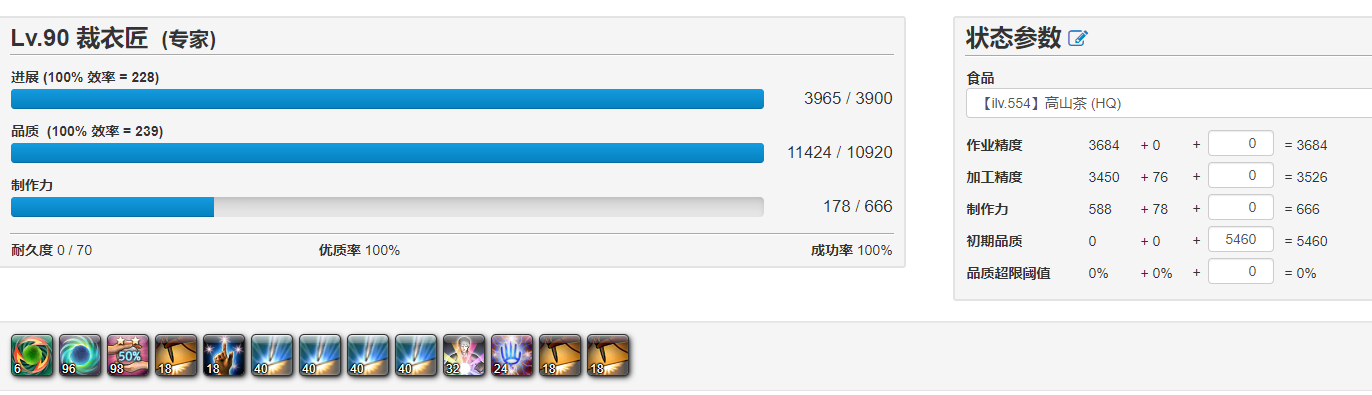 Lv.90 裁衣匠 (专家)
进展 (100% 效率 = 228)
3965 / 3900
品质 (100% 效率 = 239)
11424 / 10920
制作力
178 / 666
耐久度 0 / 70 优质率 100% 成功率 100%
状态参数
食品
【ilv.554】高山茶 (HQ)
作业精度 3684 + 0 + 0 = 3684
加工精度 3450 + 76 + 0 = 3526
制作力 588 + 78 + 0 = 666
初期品质 0 + 0 + 5460 = 5460
品质超限阈值 0% + 0% + 0 = 0%
6 96 50% 98 18 18 40 40 40 40 32 24 18 18